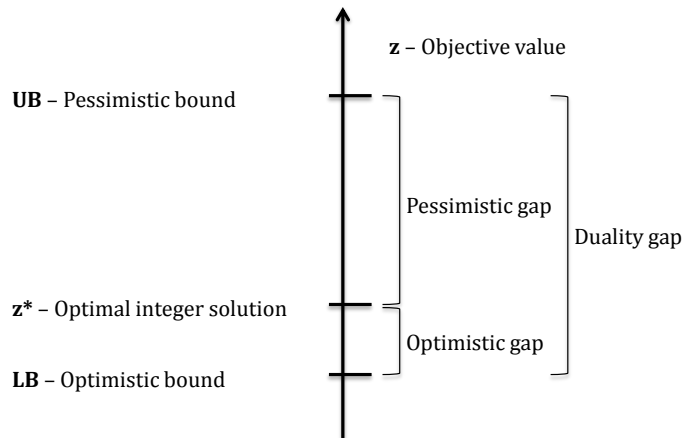 z – Objective value
UB – Pessimistic bound
Pessimistic gap
Duality gap
z* – Optimal integer solution
Optimistic gap
LB – Optimistic bound